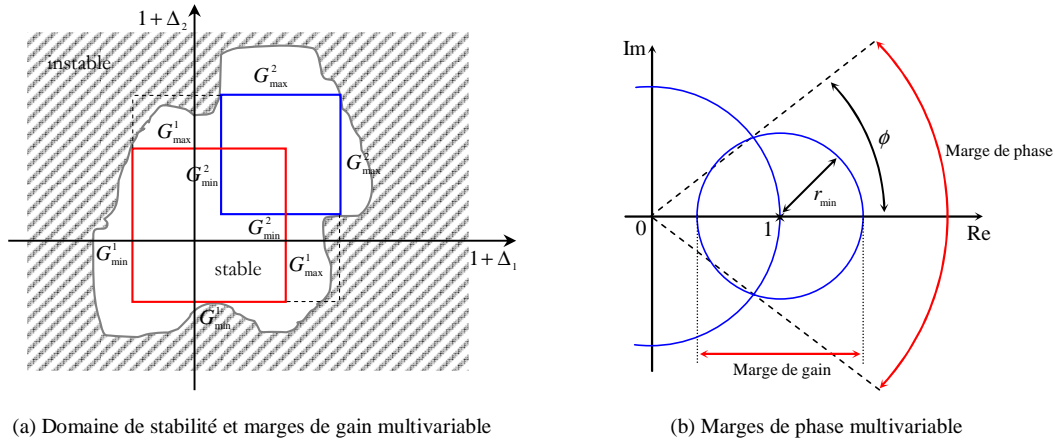 1+Δ₂
instable
G²max
G¹max
G²min
G²max
G²min
G¹min
stable
G¹max
1+Δ₁
G¹min
Im
ϕ
Marge de phase
r min
0
1
Re
Marge de gain
(a) Domaine de stabilité et marges de gain multivariable
(b) Marges de phase multivariable